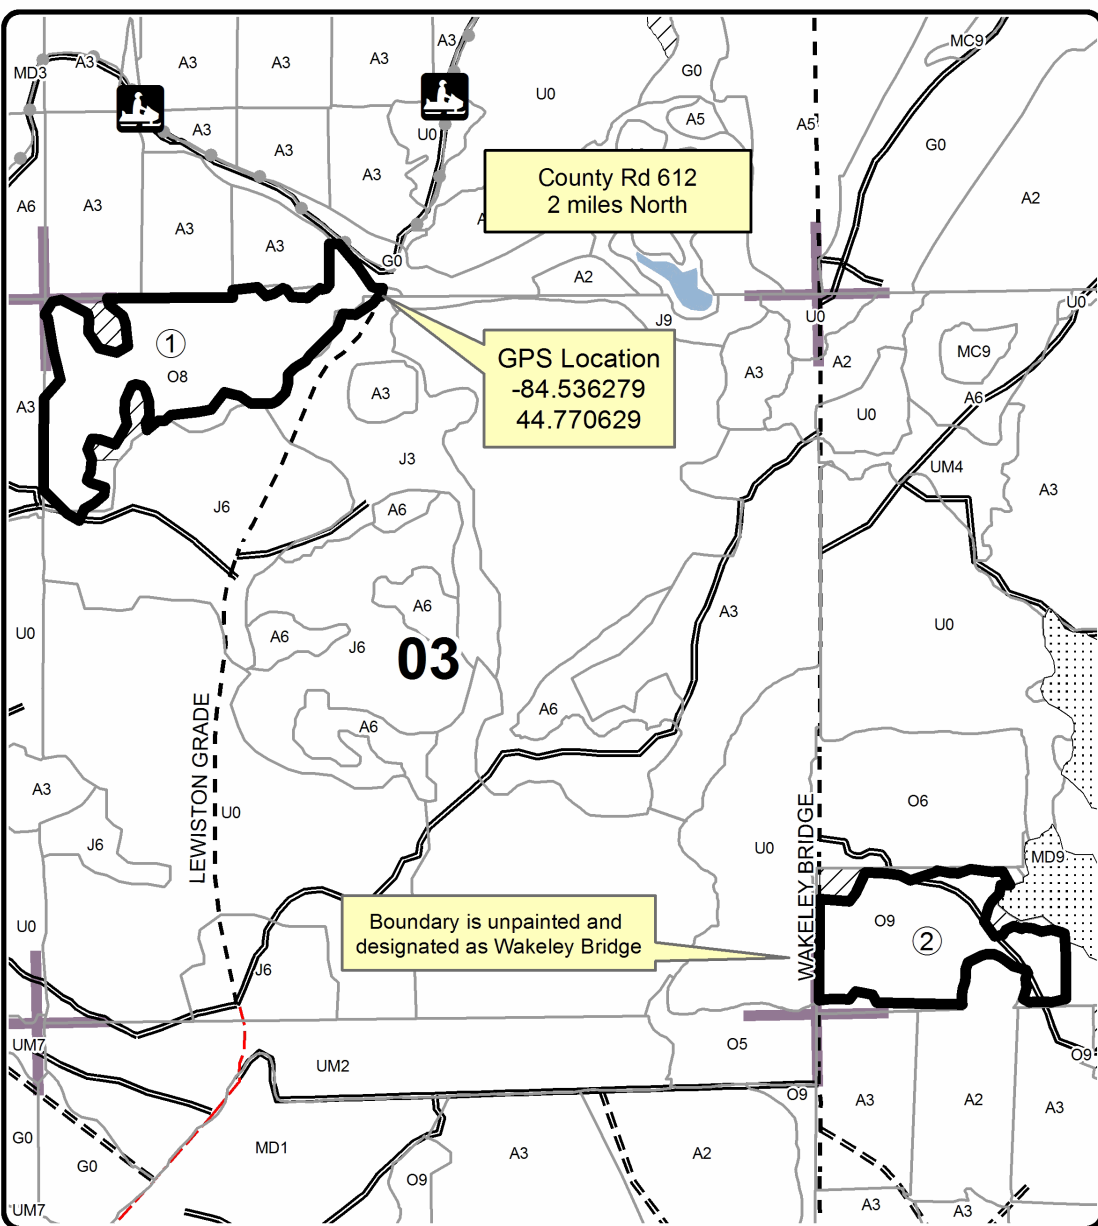 A3
MC9
MD3
A3
A3
A3
A3
G0
U0
A5
A5
A3
U0
A3
G0
A3
County Rd 612
2 miles North
A6
A3
A3
A2
A3
A3
G0
A2
U0
U0
J9
1
GPS Location
-84.536279
44.770629
MC9
A2
O8
A3
A3
A3
A6
U0
J3
UM4
A3
J6
A6
A6
A3
U0
A6
U0
J6
03
A6
A6
LEWISTON GRADE
A3
U0
O6
WAKELEY BRIDGE
J6
U0
MD9
Boundary is unpainted and
designated as Wakeley Bridge
O9
2
U0
J6
UM7
O5
O9
UM2
O9
A3
A2
A3
G0
MD1
A3
A2
G0
O9
UM7
A3
A3